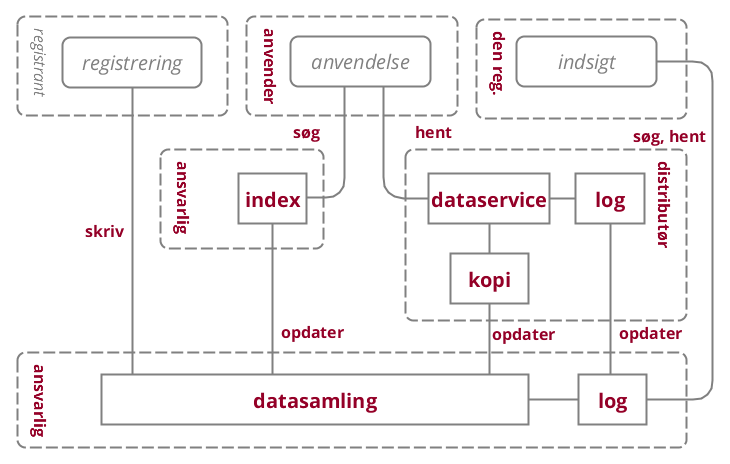 registrant
registrering
anvender
anvendelse
den reg.
indsigt
søg
hent
søg, hent
ansvarlig
index
dataservice
log
distributør
skriv
kopi
opdater
opdater
opdater
ansvarlig
datasamling
log